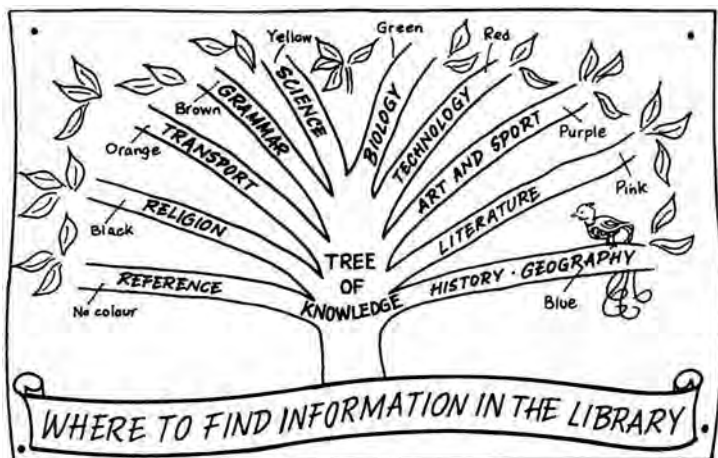 Yellow
Green
Red
SCIENCE
BIOLOGY
Brown
GRAMMAR
TECHNOLOGY
Orange
TRANSPORT
ART AND SPORT
Purple
Black
RELIGION
LITERATURE
Pink
No colour
REFERENCE
TREE
OF
KNOWLEDGE
HISTORY · GEOGRAPHY
Blue
WHERE TO FIND INFORMATION IN THE LIBRARY